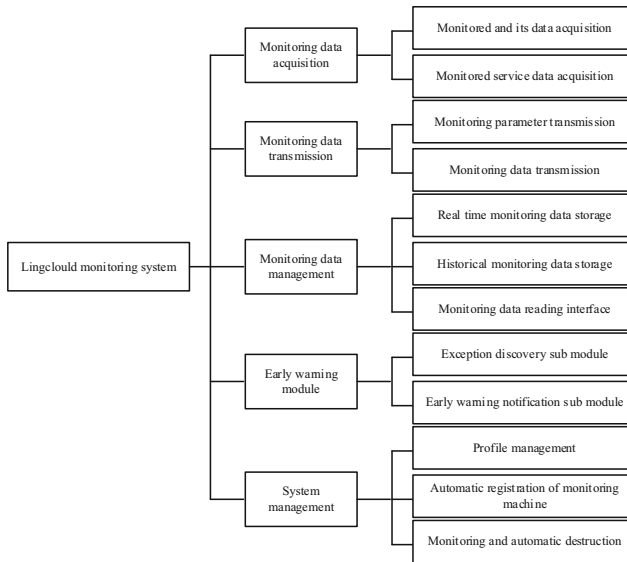 Lingclould monitoring system
Monitoring data
acquisition
Monitored and its data acquisition
Monitored service data acquisition
Monitoring data
transmission
Monitoring parameter transmission
Monitoring data transmission
Monitoring data
management
Real time monitoring data storage
Historical monitoring data storage
Monitoring data reading interface
Early warning
module
Exception discovery sub module
Early warning notification sub module
System
management
Profile management
Automatic registration of monitoring
machine
Monitoring and automatic destruction